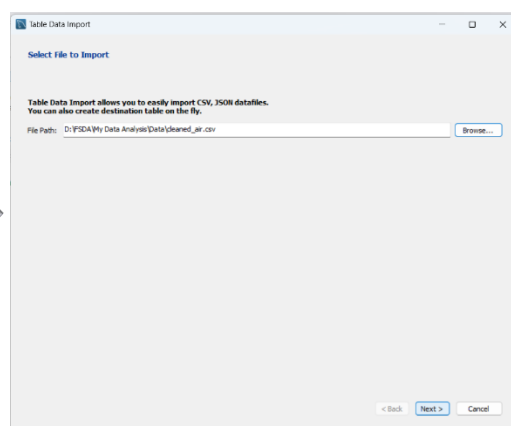 Table Data Import
Select File to Import
Table Data Import allows you to easily import CSV, JSON datafiles.
You can also create destination table on the fly.
File Path: D:\FSDA\My Data Analysis\Data\cleaned_air.csv Browse...
< Back Next > Cancel